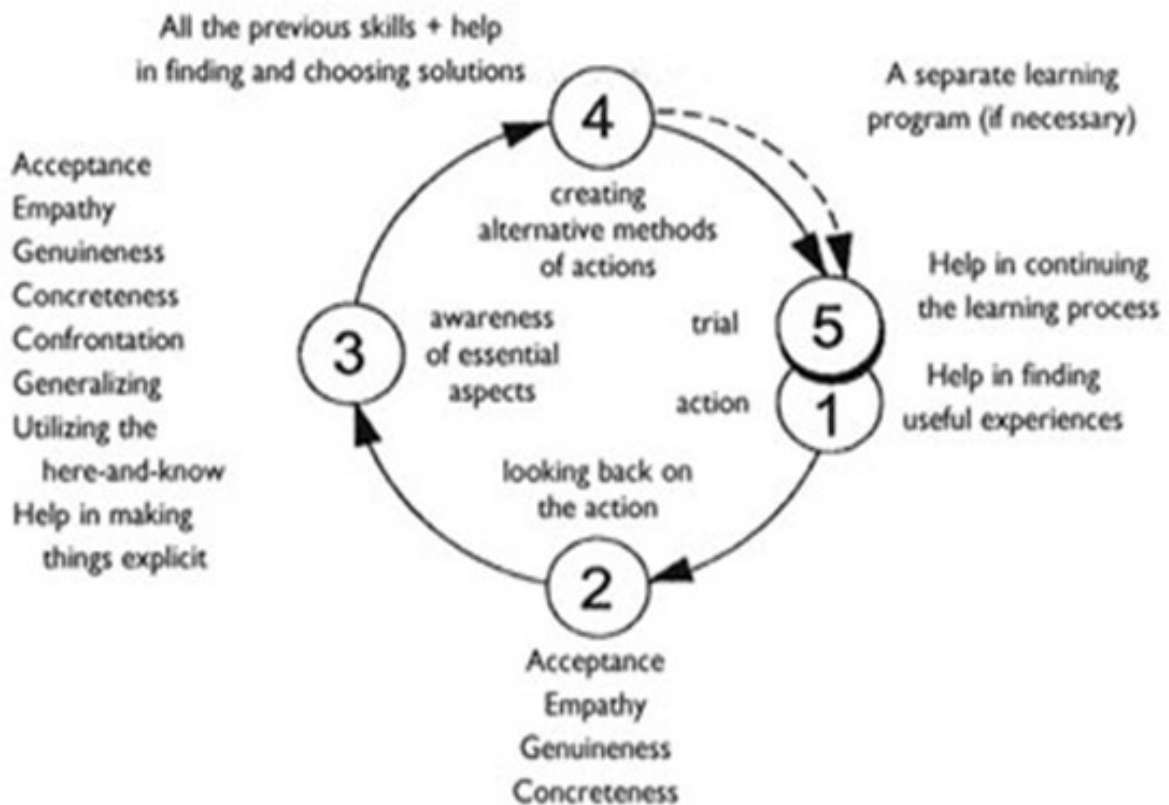 All the previous skills + help
in finding and choosing solutions
A separate learning
program (if necessary)
4
creating
alternative methods
of actions
Acceptance
Empathy
Genuineness
Concreteness
Confrontation
Generalizing
Utilizing the
here-and-know
Help in making
things explicit
3
awareness
of essential
aspects
trial
5
Help in continuing
the learning process
action
1
Help in finding
useful experiences
looking back on
the action
2
Acceptance
Empathy
Genuineness
Concreteness